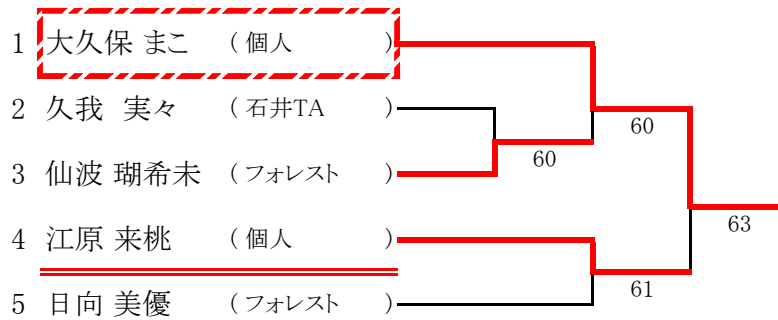 1 大久保 まこ （ 個人 ）
60
2 久我 実々 （ 石井TA ）
60
3 仙波 瑚希未 （ フォレスト ）
63
4 江原 来桃 （ 個人 ）
61
5 日向 美優 （ フォレスト ）